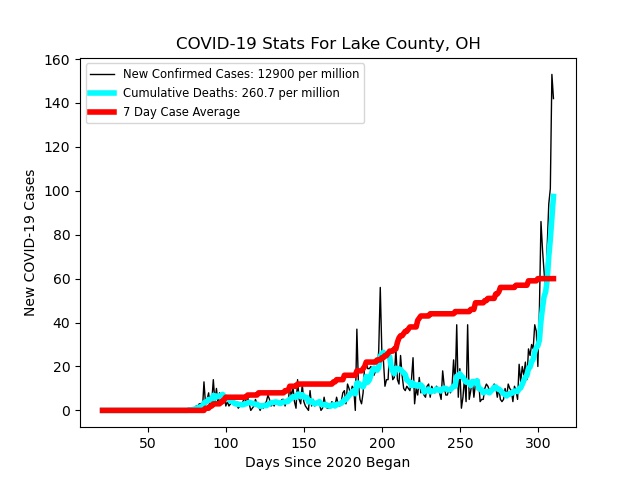 COVID-19 Stats For Lake County, OH
160
140
120
100
80
60
40
20
0
New COVID-19 Cases
New Confirmed Cases: 12900 per million
Cumulative Deaths: 260.7 per million
7 Day Case Average
50 100 150 200 250 300
Days Since 2020 Began